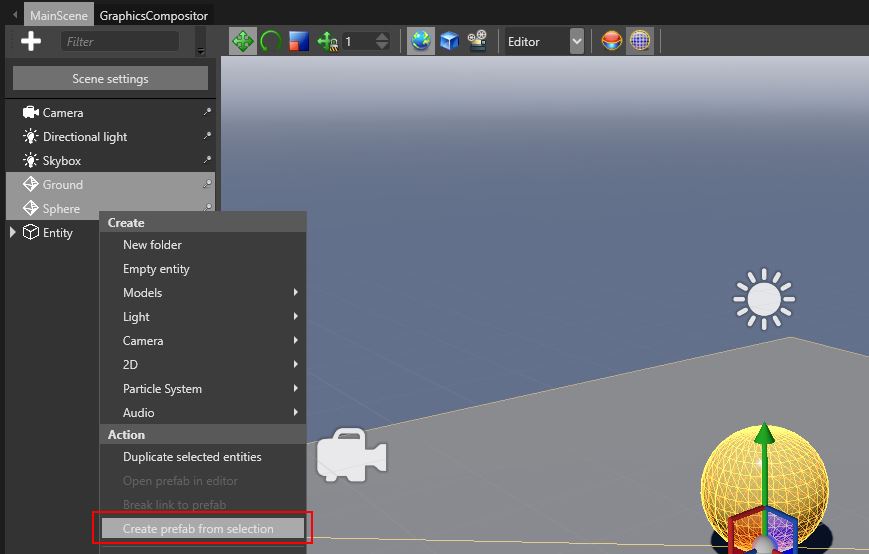 MainScene GraphicsCompositor
Filter 1 Editor
Scene settings
Camera
Directional light
Skybox
Ground
Sphere
Entity
Create
New folder
Empty entity
Models
Light
Camera
2D
Particle System
Audio
Action
Duplicate selected entities
Open prefab in editor
Break link to prefab
Create prefab from selection